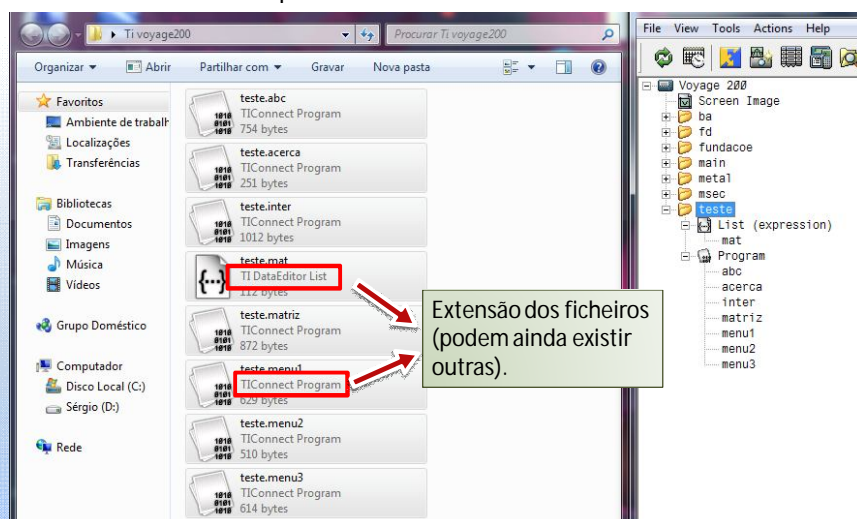 Ti voyage200
Procurar Ti voyage200
Organizar
Abrir
Partilhar com
Gravar
Nova pasta
Favoritos
Ambiente de trabalh
Localizações
Transferências
Bibliotecas
Documentos
Imagens
Música
Vídeos
Grupo Doméstico
Computador
Disco Local (C:)
Sérgio (D:)
Rede
teste.abc
TIConnect Program
754 bytes
teste.acerca
TIConnect Program
251 bytes
teste.inter
TIConnect Program
1012 bytes
teste.mat
TI DataEditor List
112 bytes
teste.matriz
TIConnect Program
872 bytes
teste.menu1
TIConnect Program
629 bytes
teste.menu2
TIConnect Program
510 bytes
teste.menu3
TIConnect Program
614 bytes
Extensão dos ficheiros
(podem ainda existir
outras).
File View Tools Actions Help
Voyage 200
Screen Image
ba
fd
fundacoe
main
metal
msec
teste
List (expression)
mat
Program
abc
acerca
inter
matriz
menu1
menu2
menu3